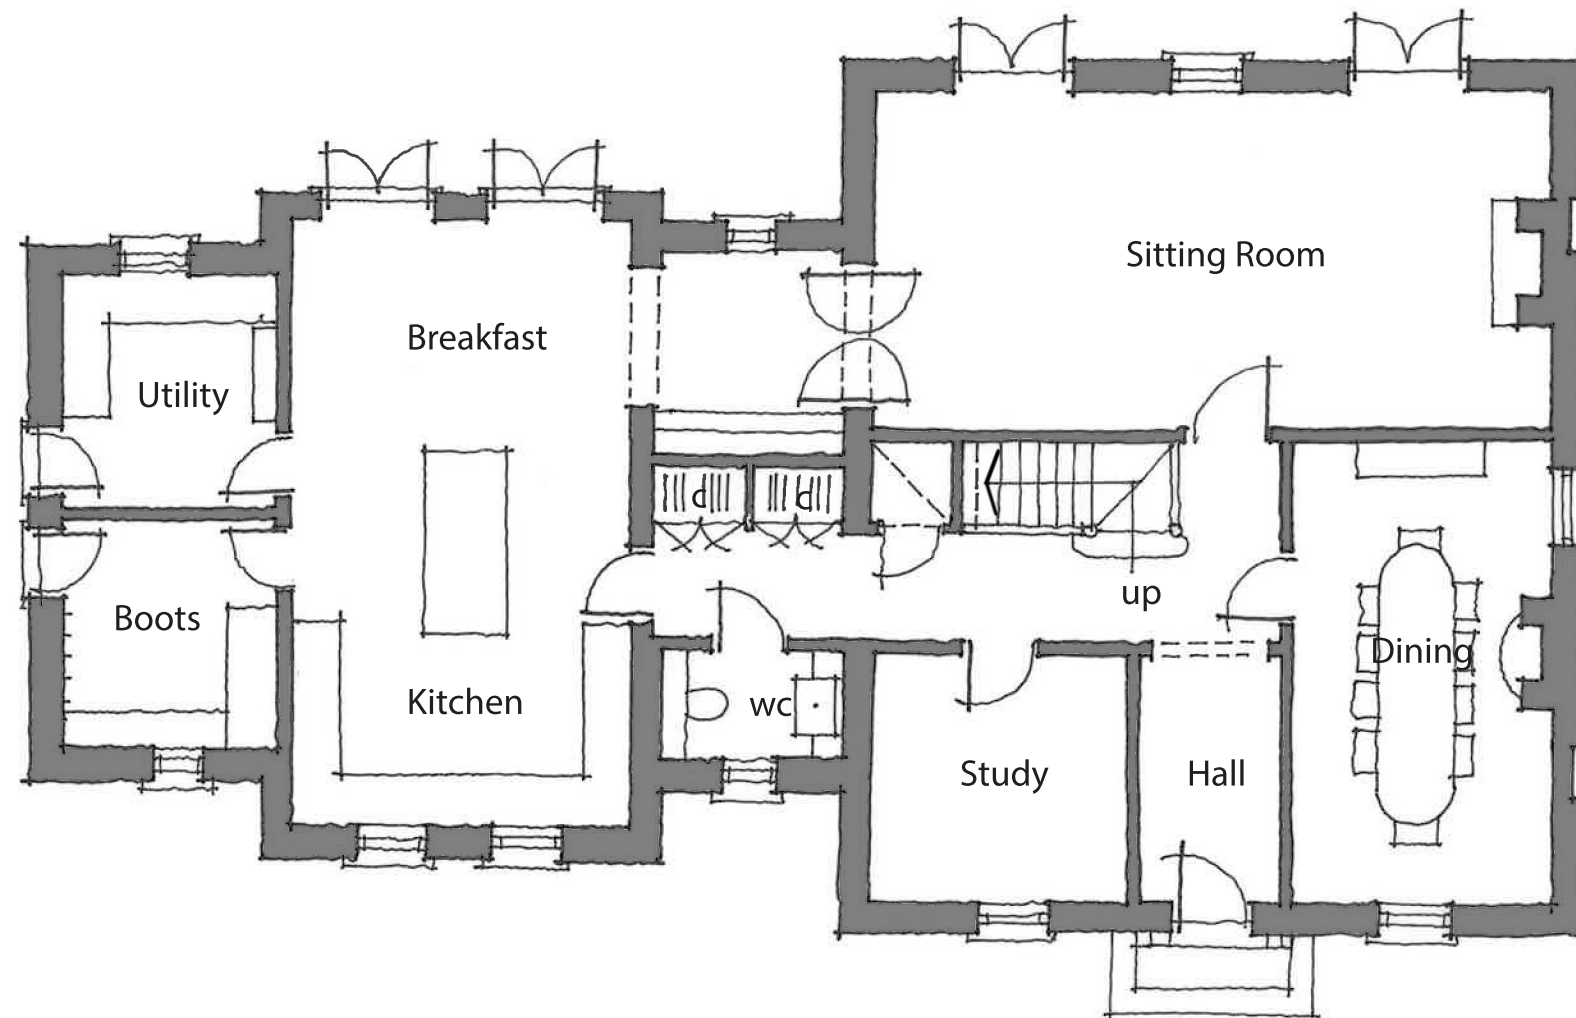 Sitting Room
Breakfast
Utility
d
d
up
Boots
Dining
Kitchen
wc
Study
Hall